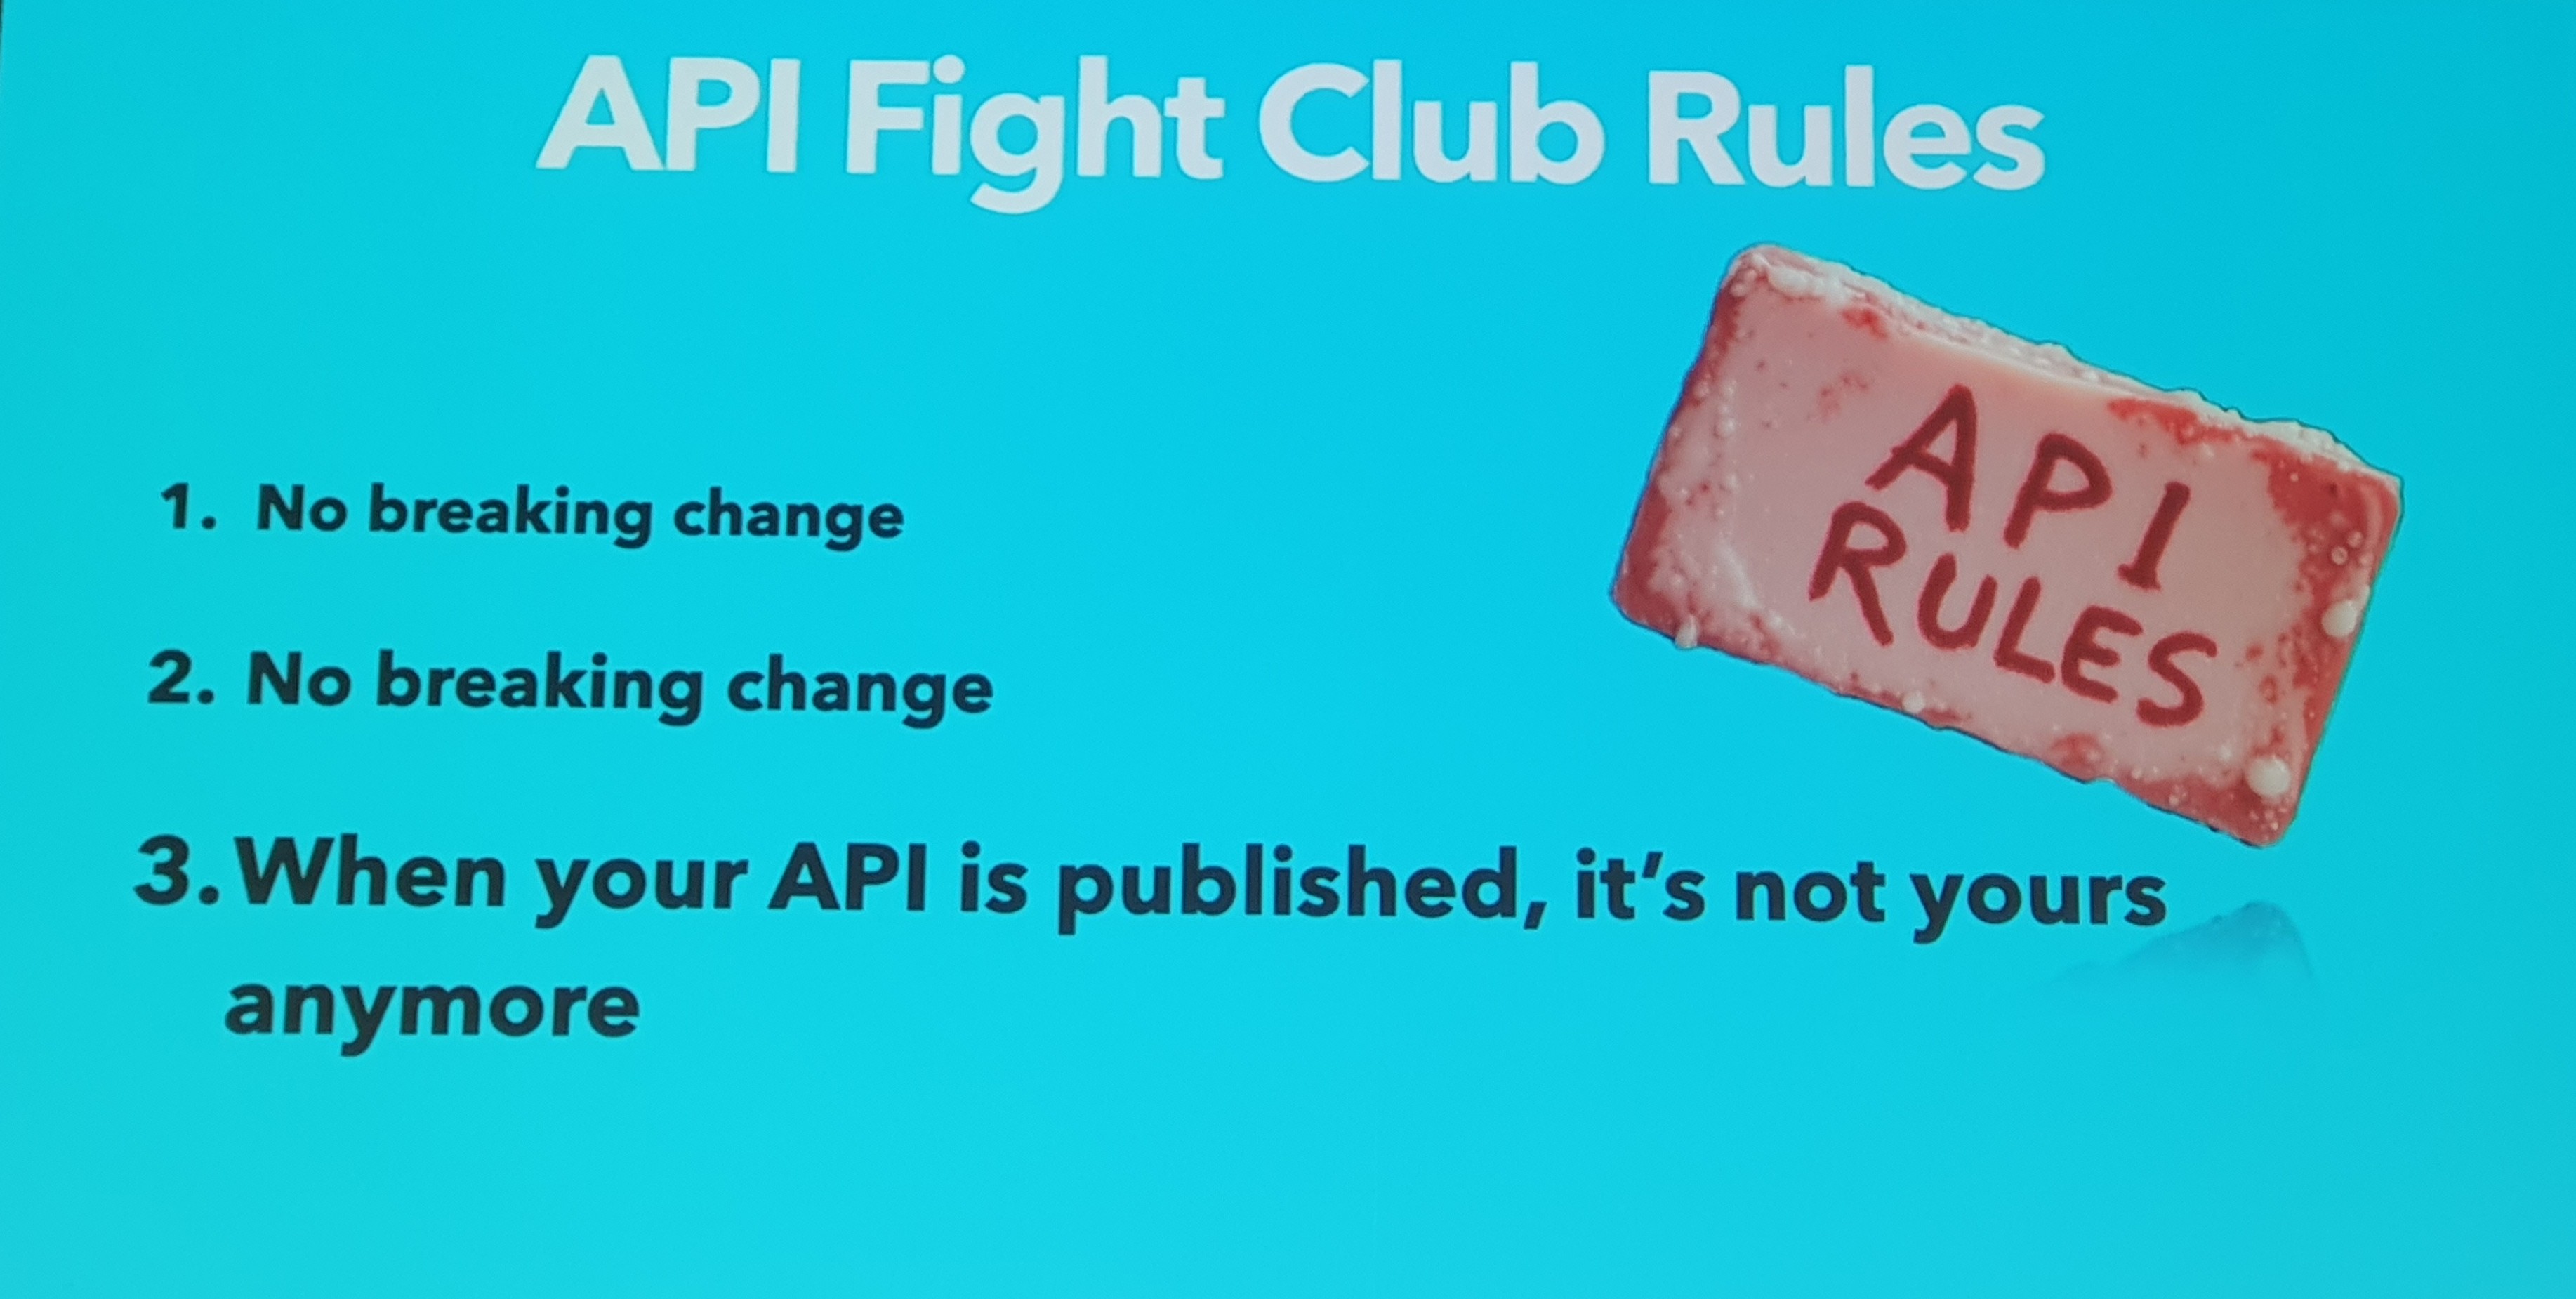 API Fight Club Rules
API
RULES
1. No breaking change
2. No breaking change
3. When your API is published, it's not yours
anymore